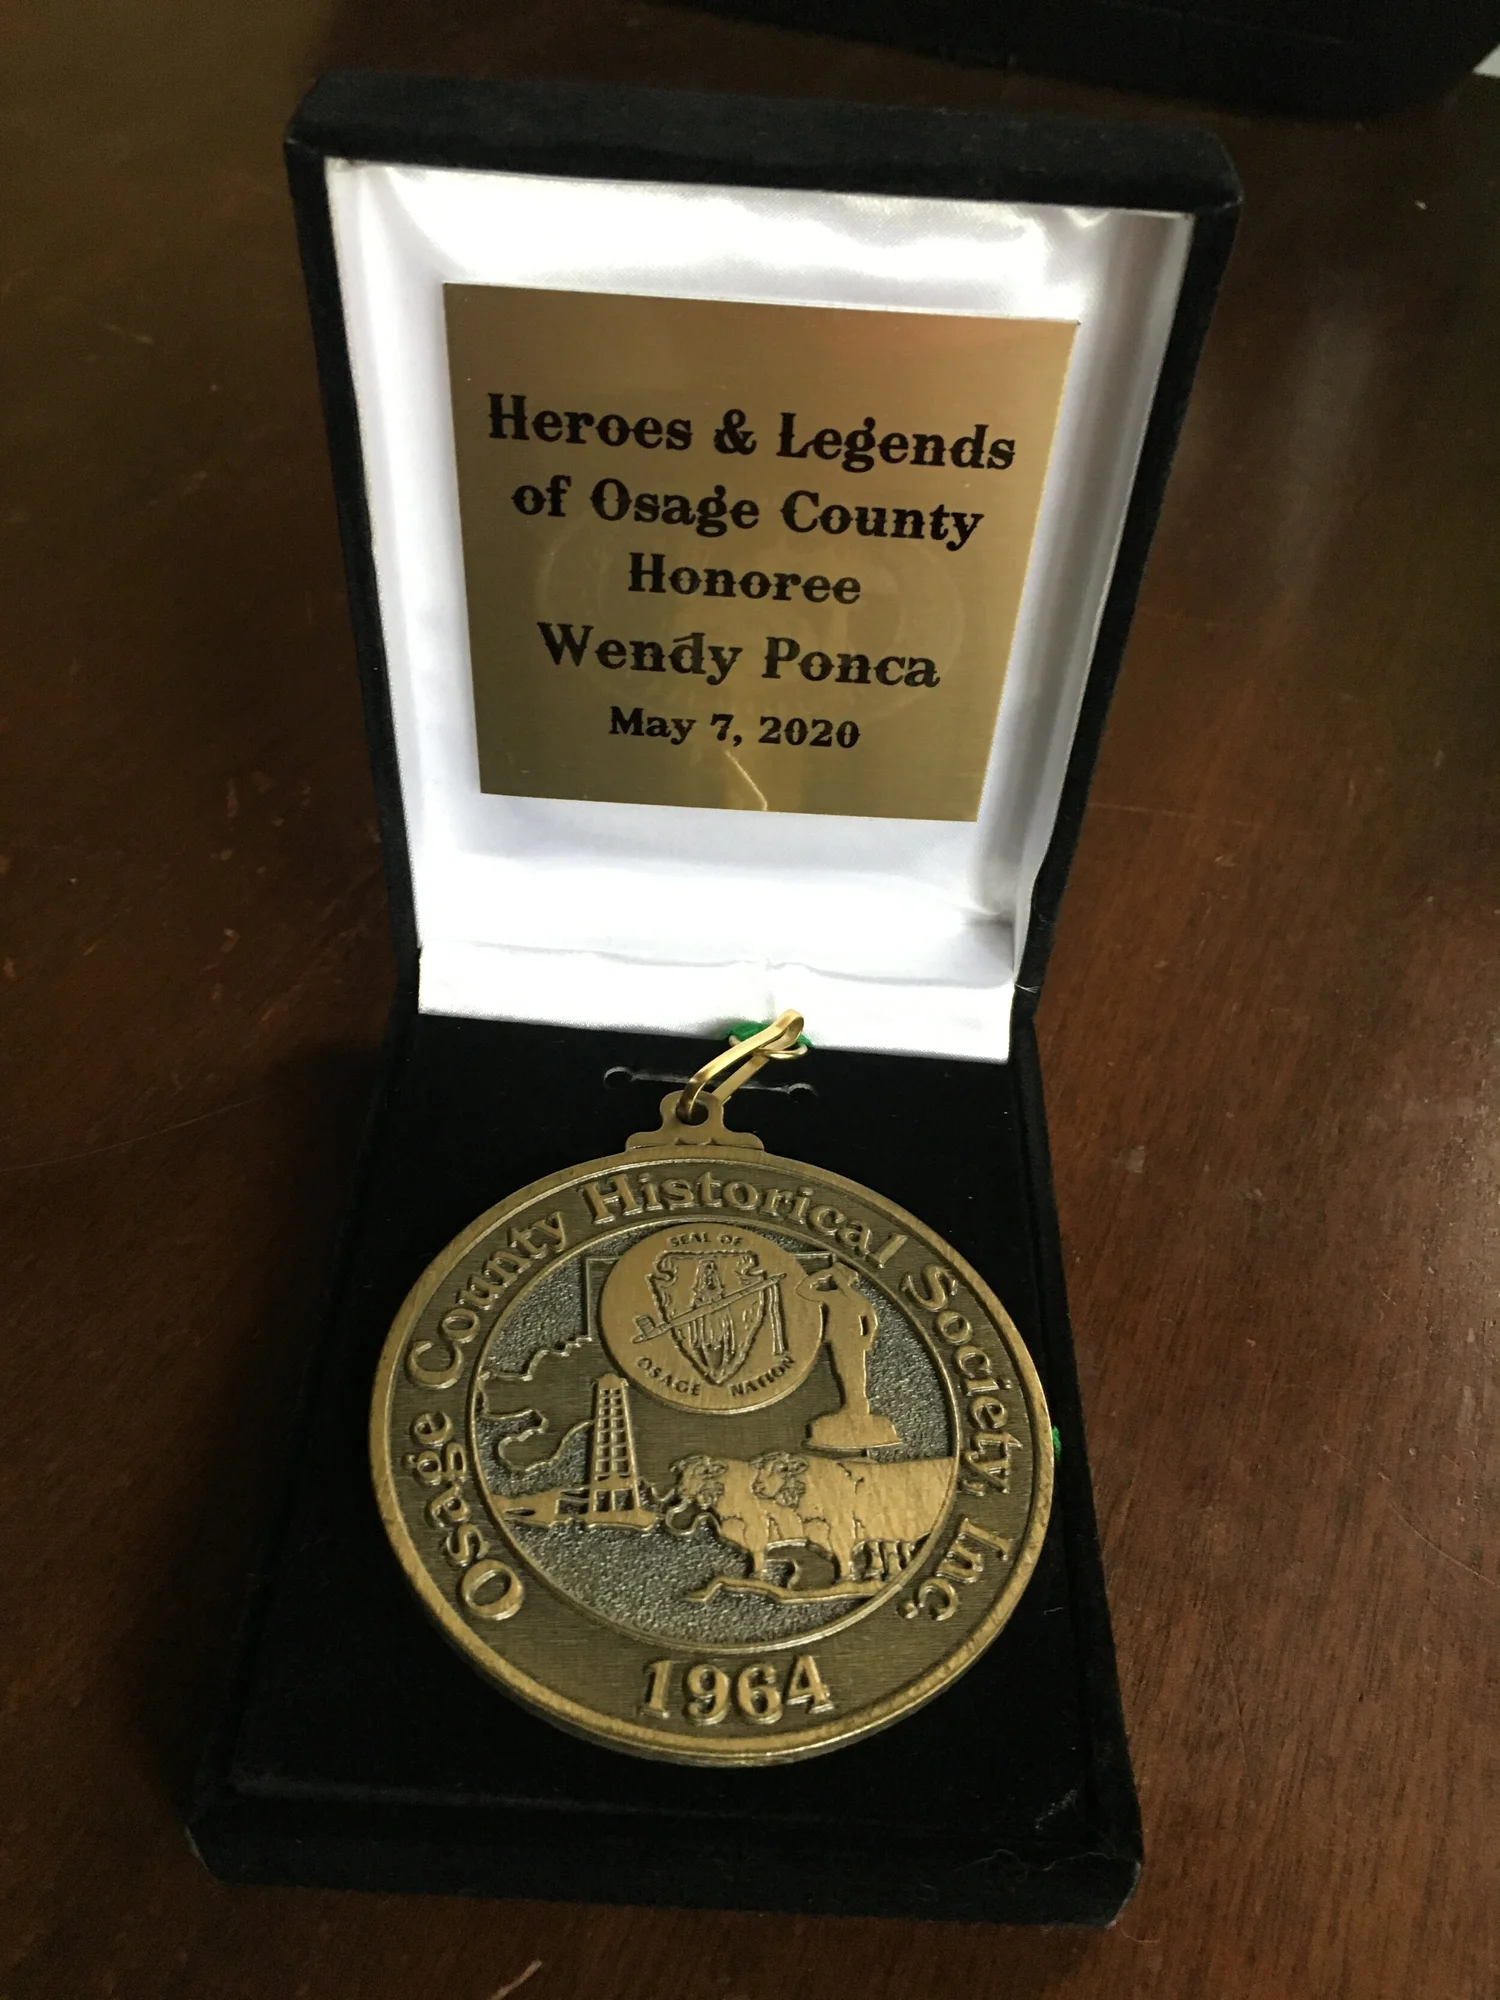 Heroes & Legends
of Osage County
Honoree
Wendy Ponca
May 7, 2020
Osage County Historical Society, Inc.
SEAL OF
OSAGE NATION
1964